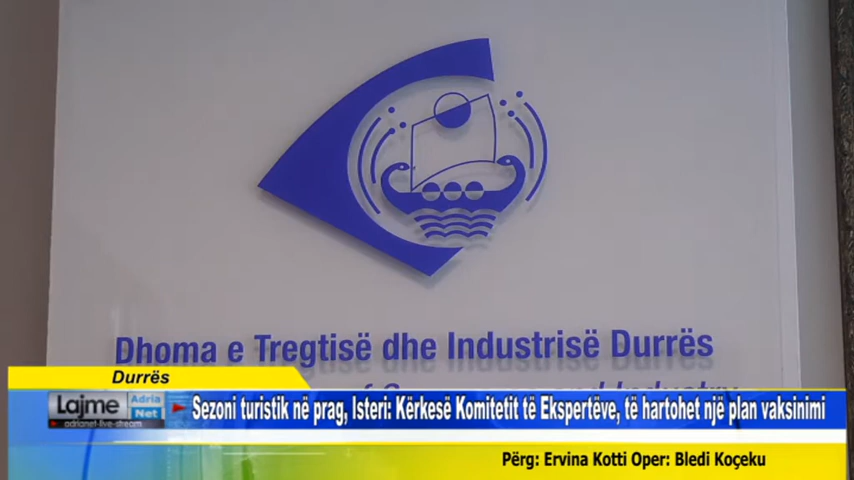 Dhoma e Tregtisë dhe Industrisë Durrës
Durrës
Lajme Adria Net
adrianet-live-stream
Sezoni turistik në prag, Isteri: Kërkesë Komitetit të Ekspertëve, të hartohet një plan vaksinimi
Përg: Ervina Kotti Oper: Bledi Koçeku